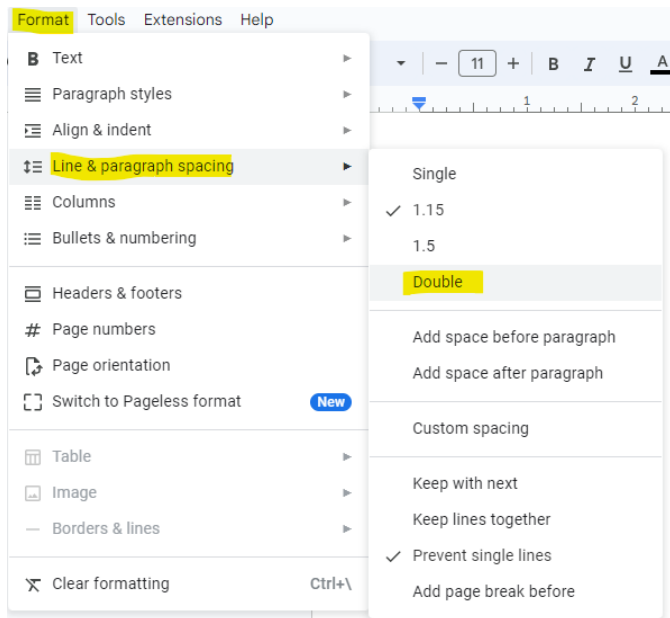 Format Tools Extensions Help
B Text
Paragraph styles
Align & indent
Line & paragraph spacing
Columns
Bullets & numbering
Headers & footers
# Page numbers
Page orientation
Switch to Pageless format New
Table
Image
Borders & lines
Clear formatting Ctrl+\
− 11 + B I U A
1 2
Single
✓ 1.15
1.5
Double
Add space before paragraph
Add space after paragraph
Custom spacing
Keep with next
Keep lines together
✓ Prevent single lines
Add page break before